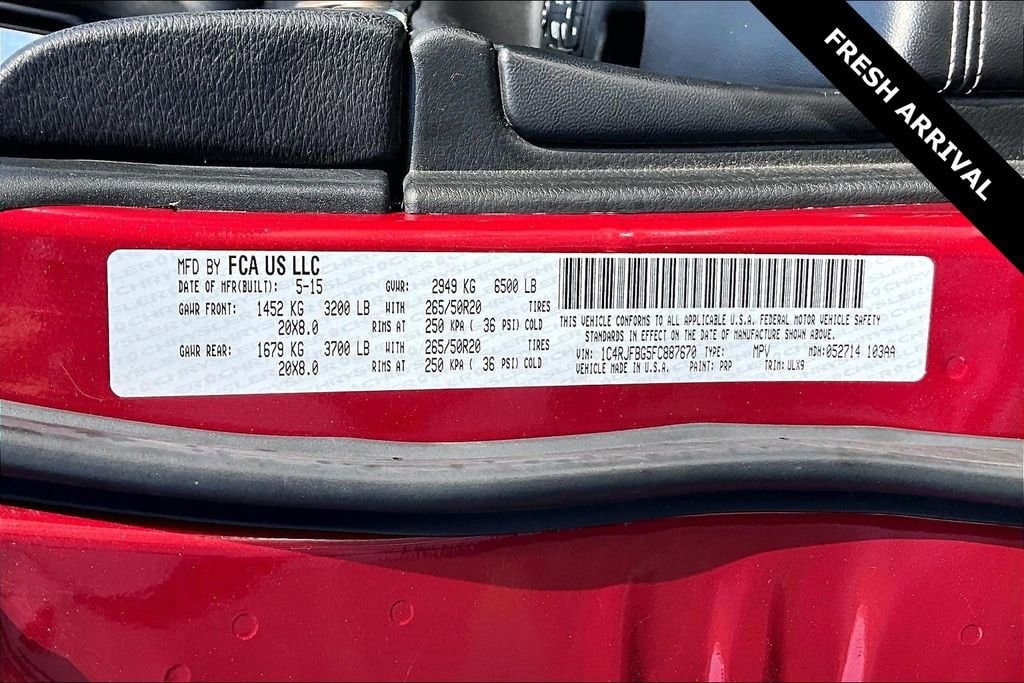 FRESH ARRIVAL
MFD BY FCA US LLC
DATE OF MFR(BUILT): 5-15 GVWR: 2949 KG 6500 LB
GAWR FRONT: 1452 KG 3200 LB WITH 265/50R20 TIRES
20X8.0 RIMS AT 250 KPA ( 36 PSI) COLD
GAWR REAR: 1679 KG 3700 LB WITH 265/50R20 TIRES
20X8.0 RIMS AT 250 KPA ( 36 PSI) COLD
THIS VEHICLE CONFORMS TO ALL APPLICABLE U.S.A. FEDERAL MOTOR VEHICLE SAFETY
STANDARDS IN EFFECT ON THE DATE OF MANUFACTURE SHOWN ABOVE.
VIN: 1C4RJFBG5FC887670 TYPE: MPV MDH:052714 103AA
VEHICLE MADE IN U.S.A. PAINT: PRP TRIM:ULX9